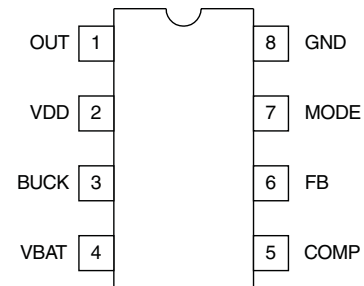 OUT 1 8 GND
VDD 2 7 MODE
BUCK 3 6 FB
VBAT 4 5 COMP